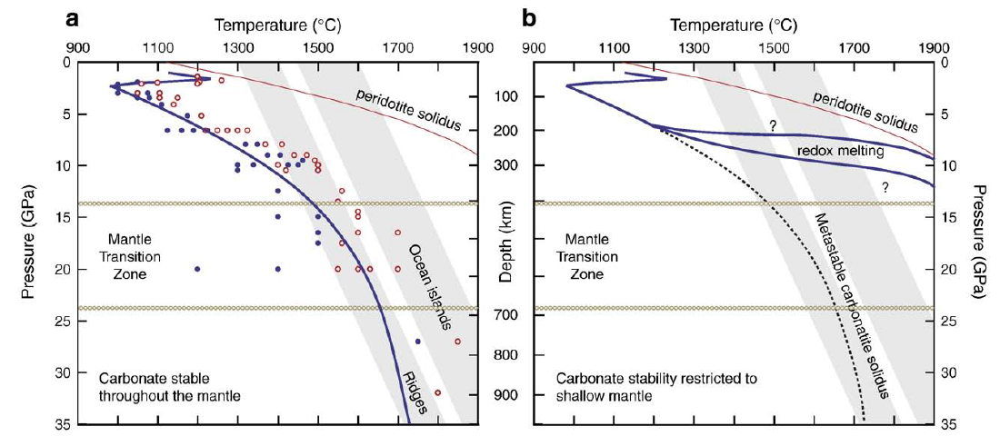 a
Temperature (°C)
900 1100 1300 1500 1700 1900
0
5
10
15
20
25
30
35
Pressure (GPa)
peridotite solidus
Mantle
Transition
Zone
Ocean islands
Ridges
Carbonate stable
throughout the mantle
b
Temperature (°C)
900 1100 1300 1500 1700 1900
100
200
300
700
800
900
Depth (km)
peridotite solidus
?
redox melting
?
Mantle
Transition
Zone
Metastable carbonatite solidus
Carbonate stability restricted to
shallow mantle
0
5
10
15
20
25
30
35
Pressure (GPa)